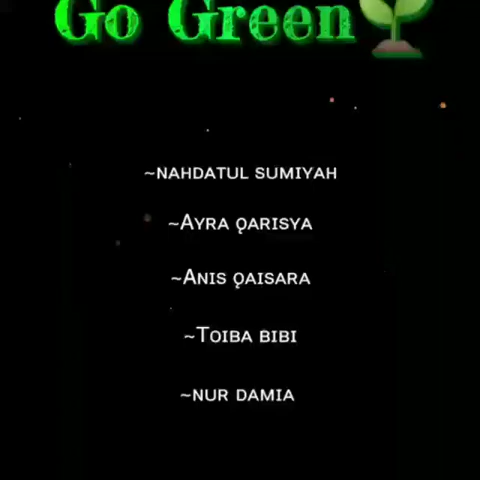 Go Green🌱
~NAHDATUL SUMIYAH
~AYRA QARISYA
~ANIS QAISARA
~TOIBA BIBI
~NUR DAMIA